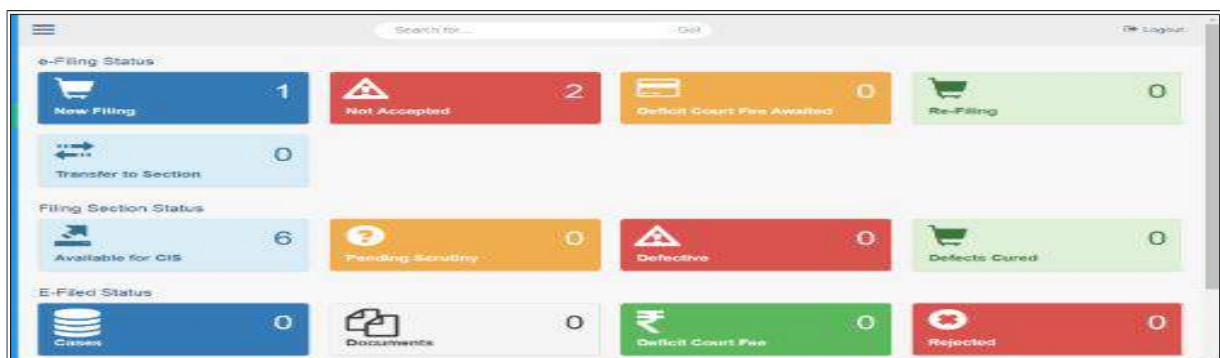 Search for...
Go!
Logout
e-Filing Status
1
New Filing
2
Not Accepted
0
Deficit Court Fee Awaited
0
Re-Filing
0
Transfer to Section
Filing Section Status
6
Available for CIS
0
Pending Scrutiny
0
Defective
0
Defects Cured
E-Filed Status
0
Cases
0
Documents
₹
0
Deficit Court Fee
0
Rejected